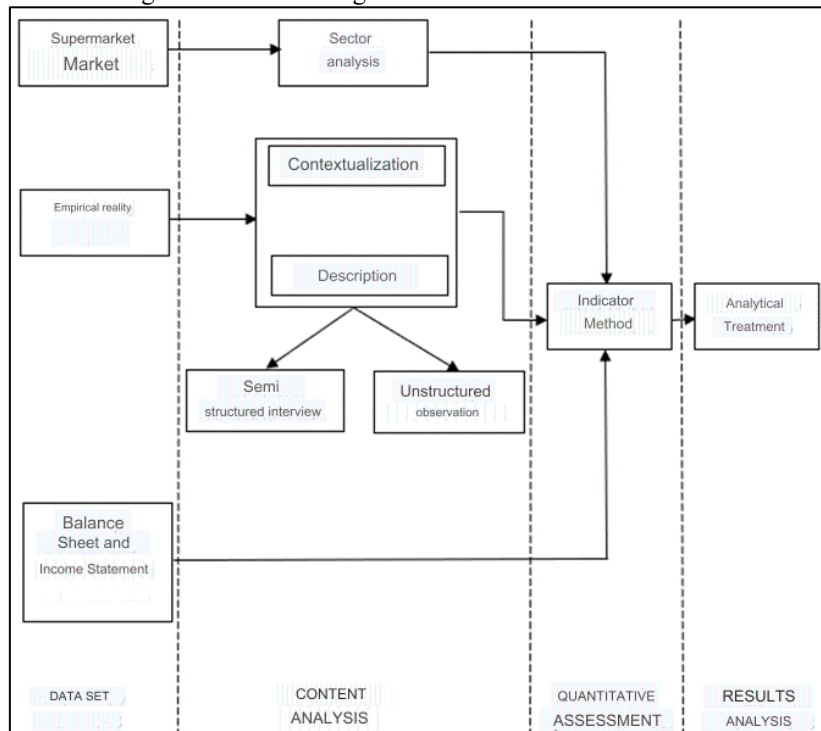 Supermarket
Market
Sector
analysis
Contextualization
Empirical reality
Description
Indicator
Method
Analytical
Treatment
Semi
structured interview
Unstructured
observation
Balance
Sheet and
Income Statement
DATA SET
CONTENT
ANALYSIS
QUANTITATIVE
ASSESSMENT
RESULTS
ANALYSIS